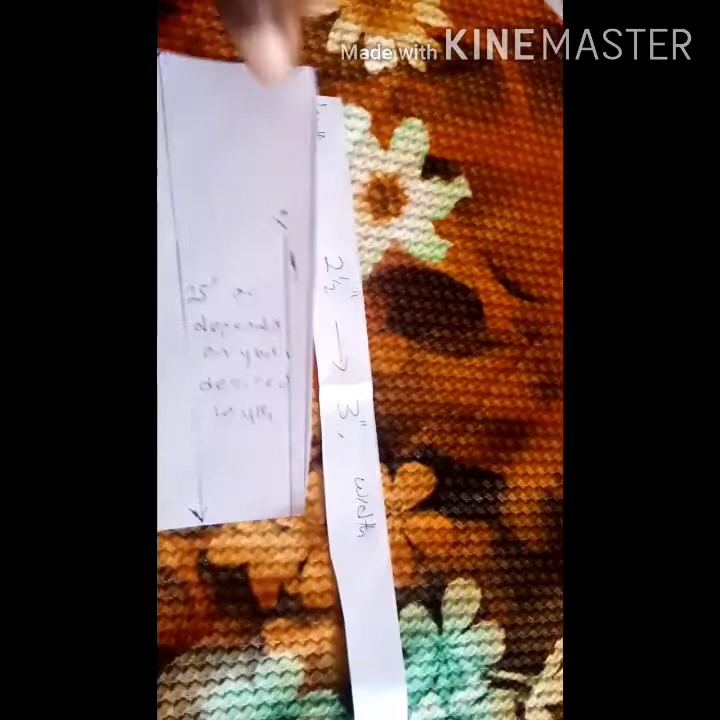 Made with KINEMASTER
25" or
depends
on your
desired
length
2½" → 3".
width